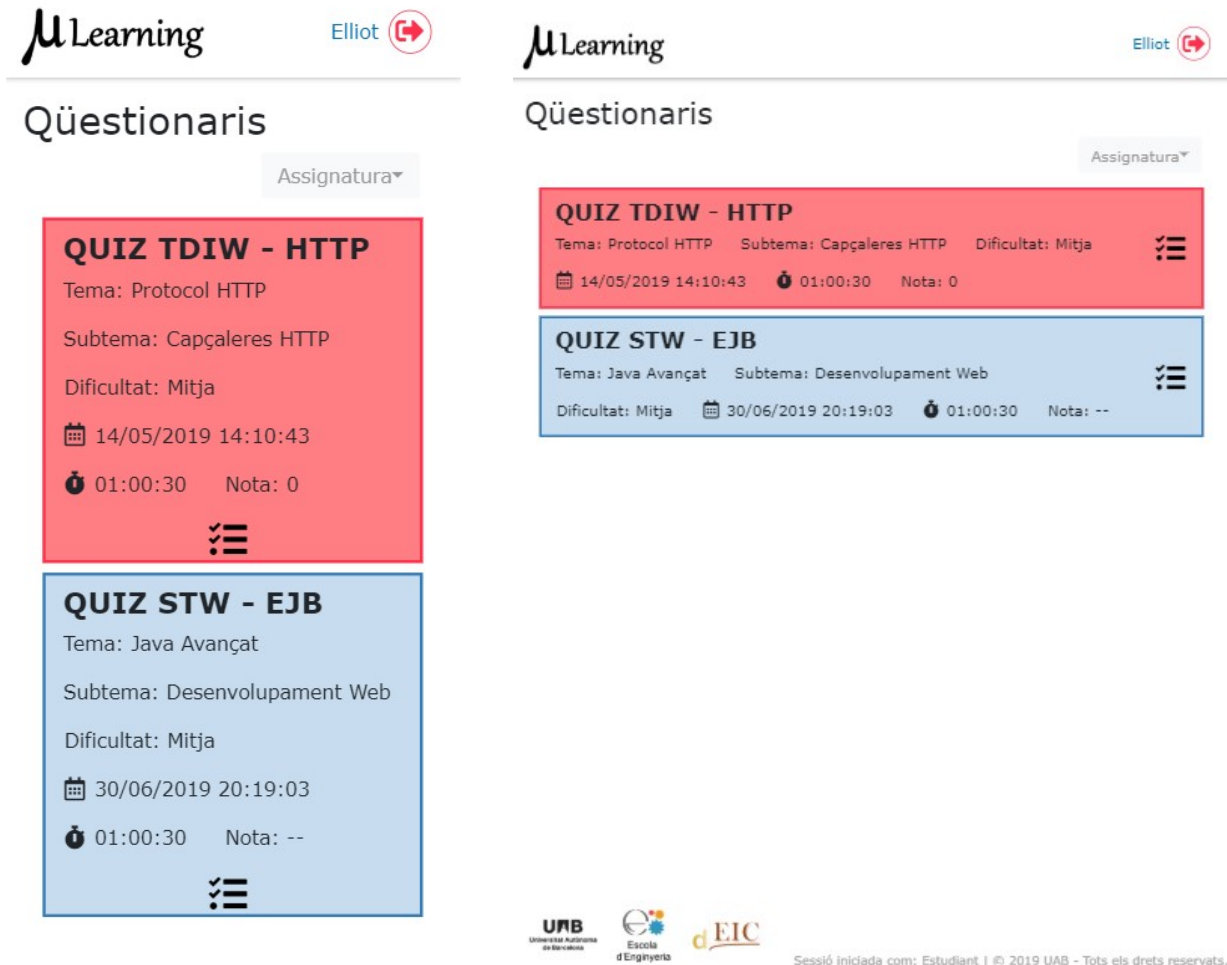 µLearning
Elliot
Qüestionaris
Assignatura
QUIZ TDIW - HTTP
Tema: Protocol HTTP
Subtema: Capçaleres HTTP
Dificultat: Mitja
14/05/2019 14:10:43
01:00:30 Nota: 0
QUIZ STW - EJB
Tema: Java Avançat
Subtema: Desenvolupament Web
Dificultat: Mitja
30/06/2019 20:19:03
01:00:30 Nota: --
µLearning
Elliot
Qüestionaris
Assignatura
QUIZ TDIW - HTTP
Tema: Protocol HTTP Subtema: Capçaleres HTTP Dificultat: Mitja
14/05/2019 14:10:43 01:00:30 Nota: 0
QUIZ STW - EJB
Tema: Java Avançat Subtema: Desenvolupament Web
Dificultat: Mitja 30/06/2019 20:19:03 01:00:30 Nota: --
UAB
Universitat Autònoma
de Barcelona
Escola
d'Enginyeria
dEIC
Sessió iniciada com: Estudiant | © 2019 UAB - Tots els drets reservats.